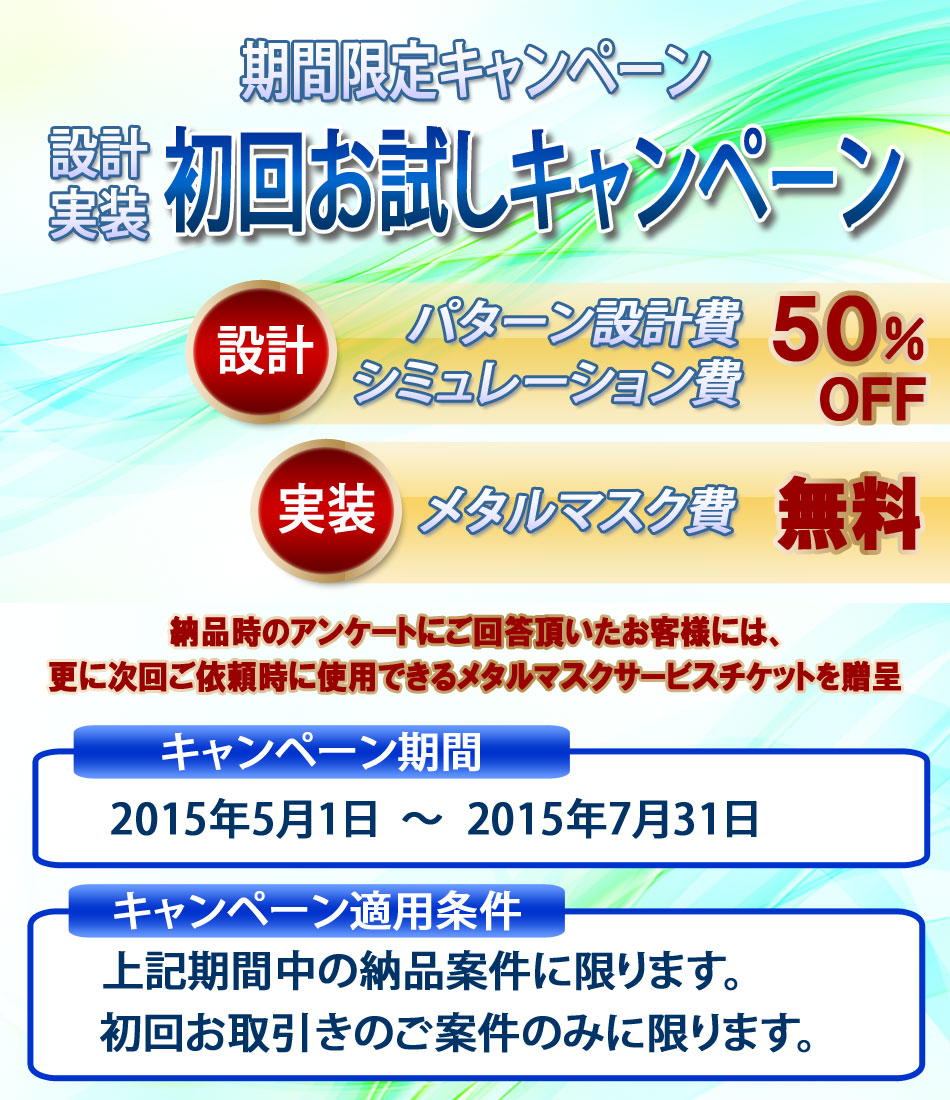 期間限定キャンペーン
設計
実装
初回お試しキャンペーン
設計
パターン設計費
シミュレーション費
50%
OFF
実装
メタルマスク費
無料
納品時のアンケートにご回答頂いたお客様には、
更に次回ご依頼時に使用できるメタルマスクサービスチケットを贈呈
キャンペーン期間
2015年5月1日 ～ 2015年7月31日
キャンペーン適用条件
上記期間中の納品案件に限ります。
初回お取引きのご案件のみに限ります。